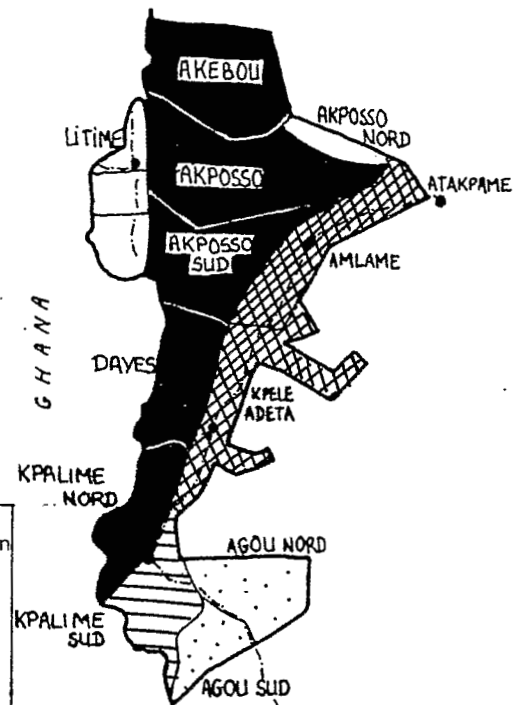 AKEBOU
AKPOSSO
NORD
LITIME
AKPOSSO
ATAKPAME
AKPOSSO
SUD
AMLAME
GHANA
DAYES
KPELE
ADETA
KPALIME
NORD
n
AGOU NORD
KPALIME
SUD
AGOU SUD